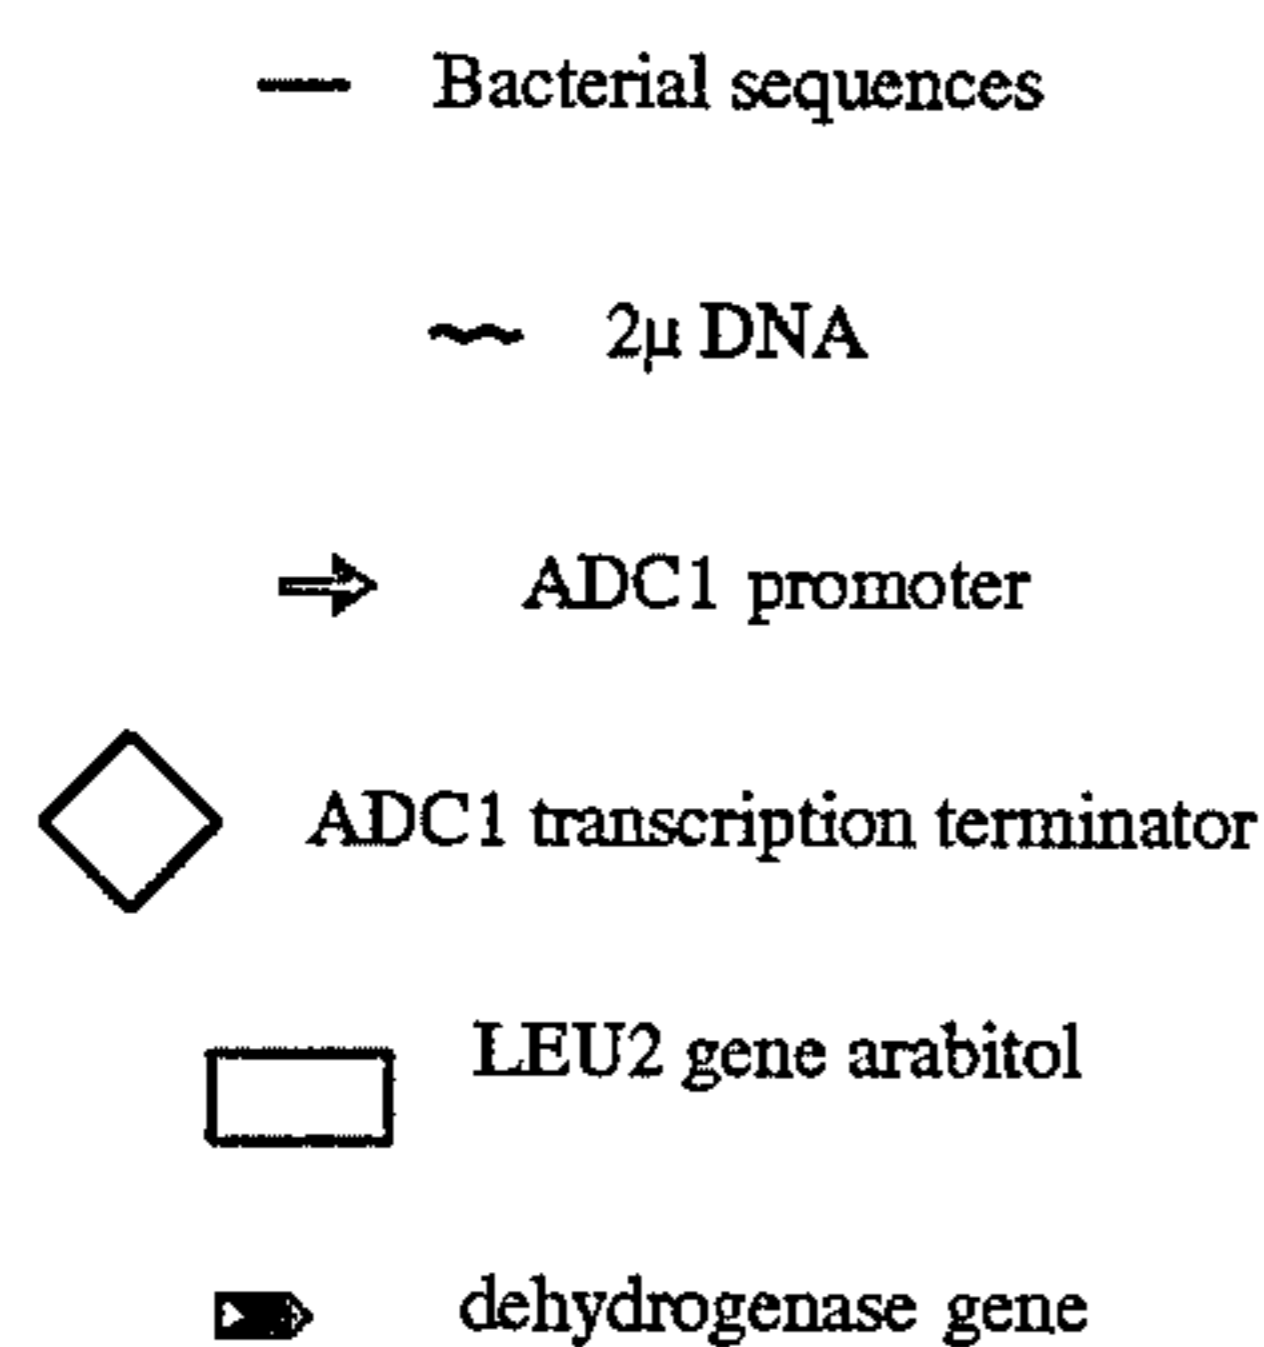 Bacterial sequences
2μ DNA
ADC1 promoter
ADC1 transcription terminator
LEU2 gene arabitol
dehydrogenase gene